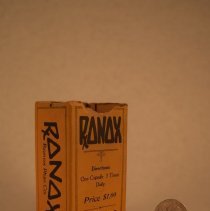 RANAX
Directions
One Capsule 3 Times
Daily.
Price $1.00
RANAX